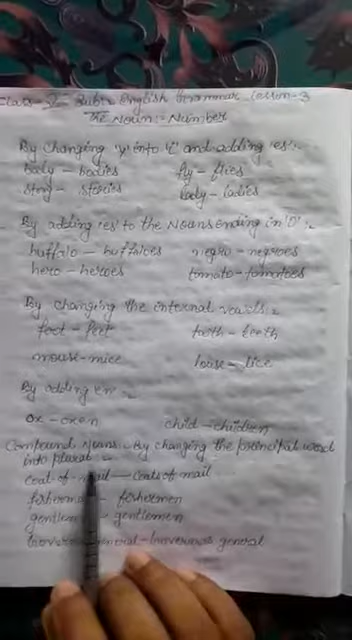 Class- VI Sub:- English Grammar Lesson-3
The Noun:- Number
By changing 'y' into 'i' and adding 'es':-
body - bodies fly - flies
story - stories lady - ladies
By adding 'es' to the Nouns ending in 'O':-
buffalo - buffaloes negro - negroes
hero - heroes tomato - tomatoes
By changing the internal vowels:-
foot - feet tooth - teeth
mouse - mice louse - lice
By adding en:-
ox - oxen child - children
Compound Nouns:- By changing the principal word
into plural:-
coat of mail - coats of mail
fisherman - fishermen
gentleman - gentlemen
general - Governors general